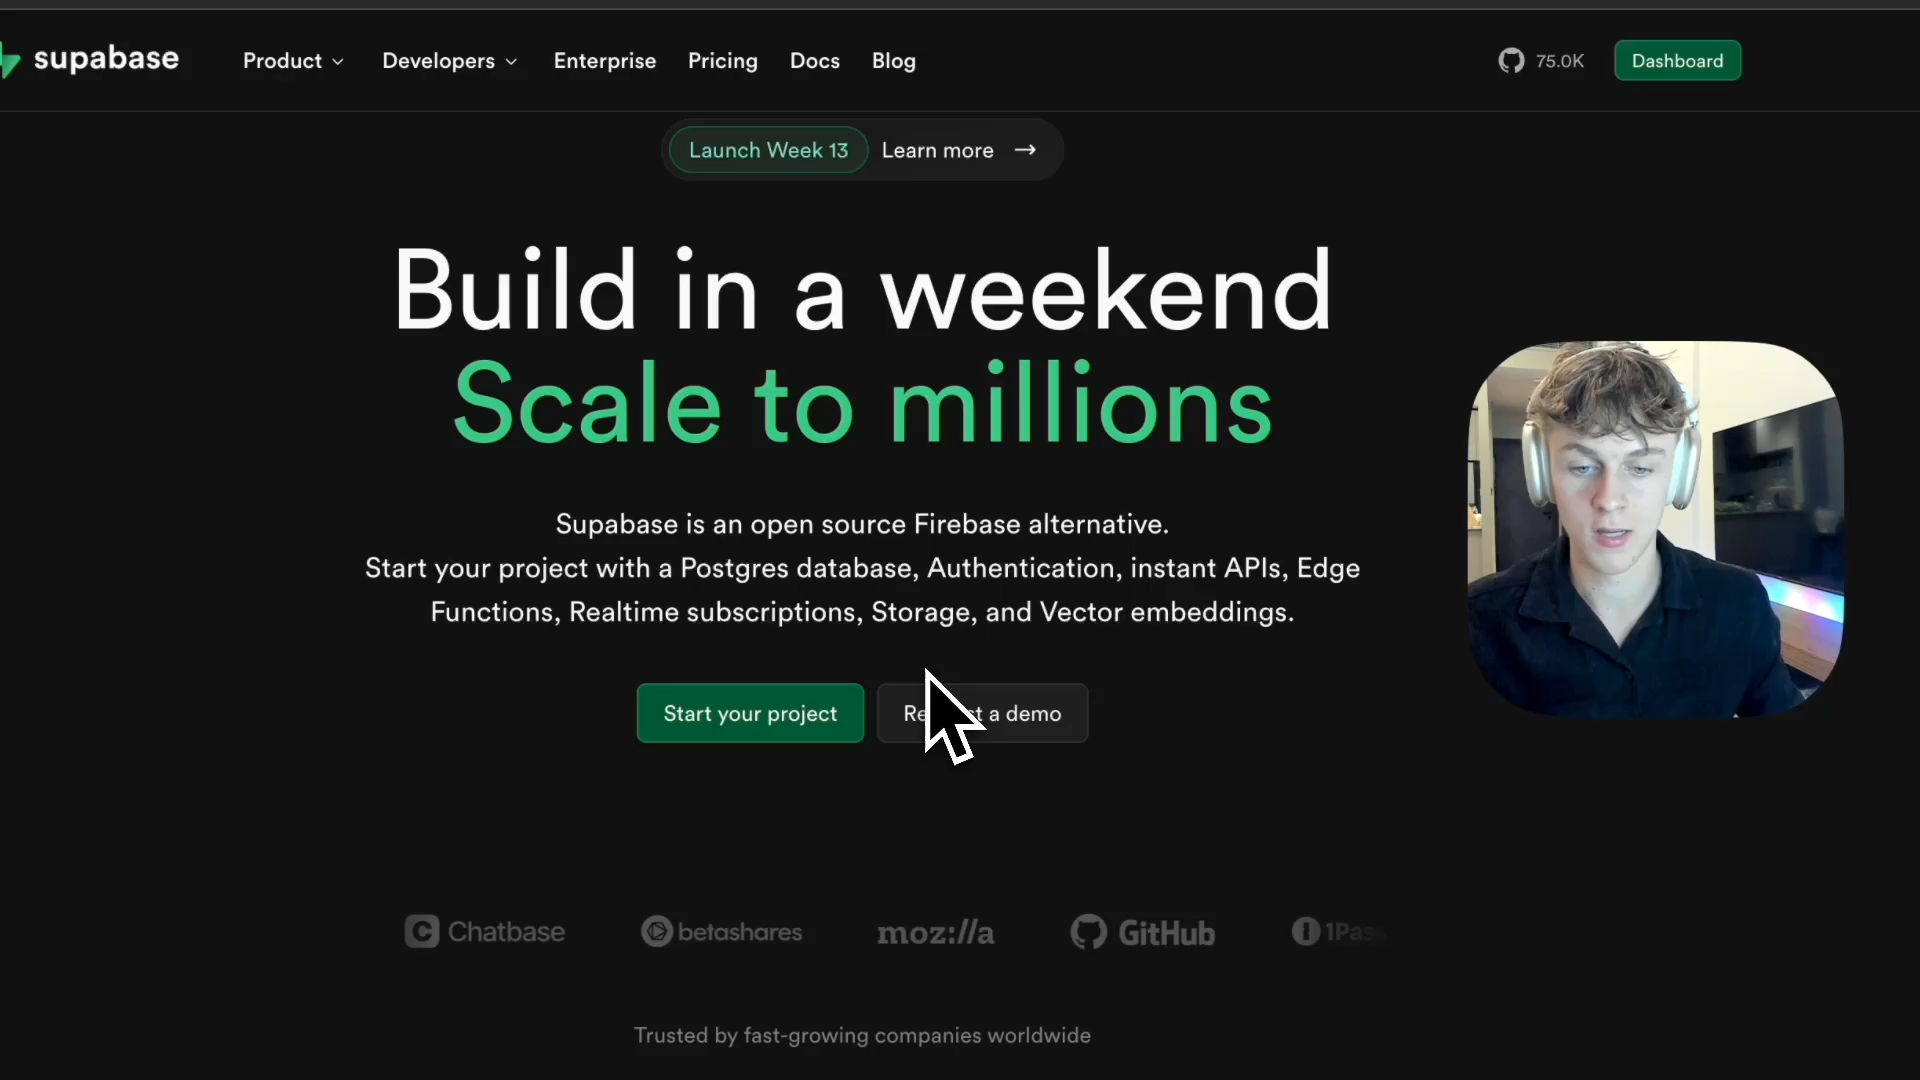 supabase
Product
Developers
Enterprise
Pricing
Docs
Blog
75.0K
Dashboard
Launch Week 13 Learn more →
Build in a weekend
Scale to millions
Supabase is an open source Firebase alternative.
Start your project with a Postgres database, Authentication, instant APIs, Edge
Functions, Realtime subscriptions, Storage, and Vector embeddings.
Start your project
a demo
Chatbase
betashares
moz://a
GitHub
Trusted by fast-growing companies worldwide